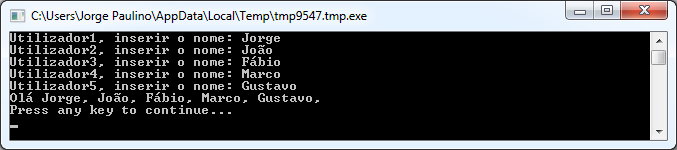 C:\Users\Jorge Paulino\AppData\Local\Temp\tmp9547.tmp.exe
Utilizador1, inserir o nome: Jorge
Utilizador2, inserir o nome: João
Utilizador3, inserir o nome: Fábio
Utilizador4, inserir o nome: Marco
Utilizador5, inserir o nome: Gustavo
Olá Jorge, João, Fábio, Marco, Gustavo,
Press any key to continue...